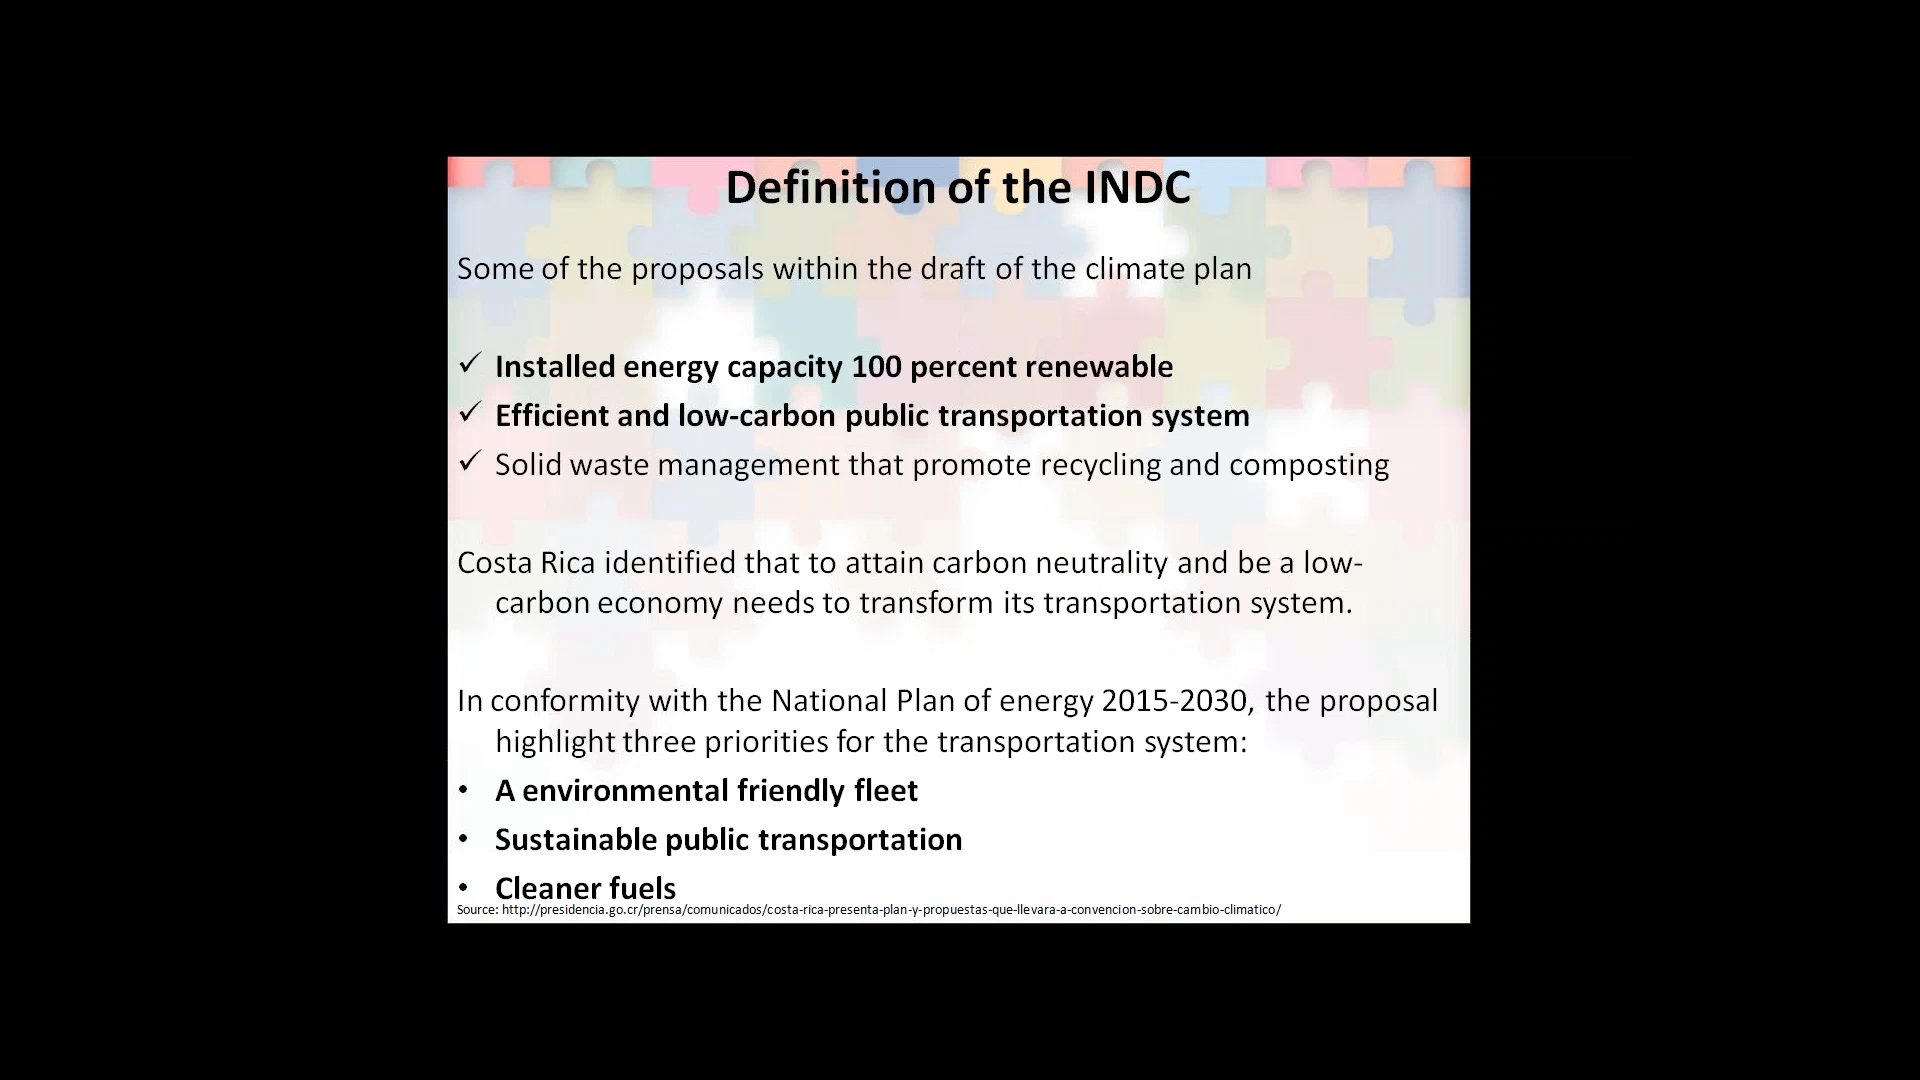 Definition of the INDC
Some of the proposals within the draft of the climate plan
✓ Installed energy capacity 100 percent renewable
✓ Efficient and low-carbon public transportation system
✓ Solid waste management that promote recycling and composting
Costa Rica identified that to attain carbon neutrality and be a low-
carbon economy needs to transform its transportation system.
In conformity with the National Plan of energy 2015-2030, the proposal
highlight three priorities for the transportation system:
• A environmental friendly fleet
• Sustainable public transportation
• Cleaner fuels
Source: http://presidencia.go.cr/prensa/comunicados/costa-rica-presenta-plan-y-propuestas-que-llevara-a-convencion-sobre-cambio-climatico/